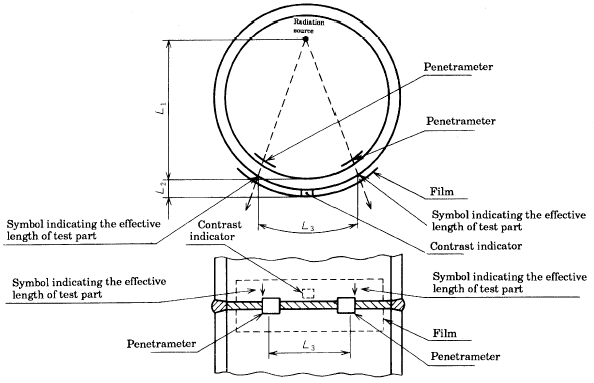 Radiation
source
Penetrameter
L1
Penetrameter
L2
Film
Symbol indicating the effective
length of test part
L3
Symbol indicating the effective
length of test part
Contrast
indicator
Contrast indicator
Symbol indicating the effective
length of test part
Symbol indicating the effective
length of test part
Film
Penetrameter
L3
Penetrameter